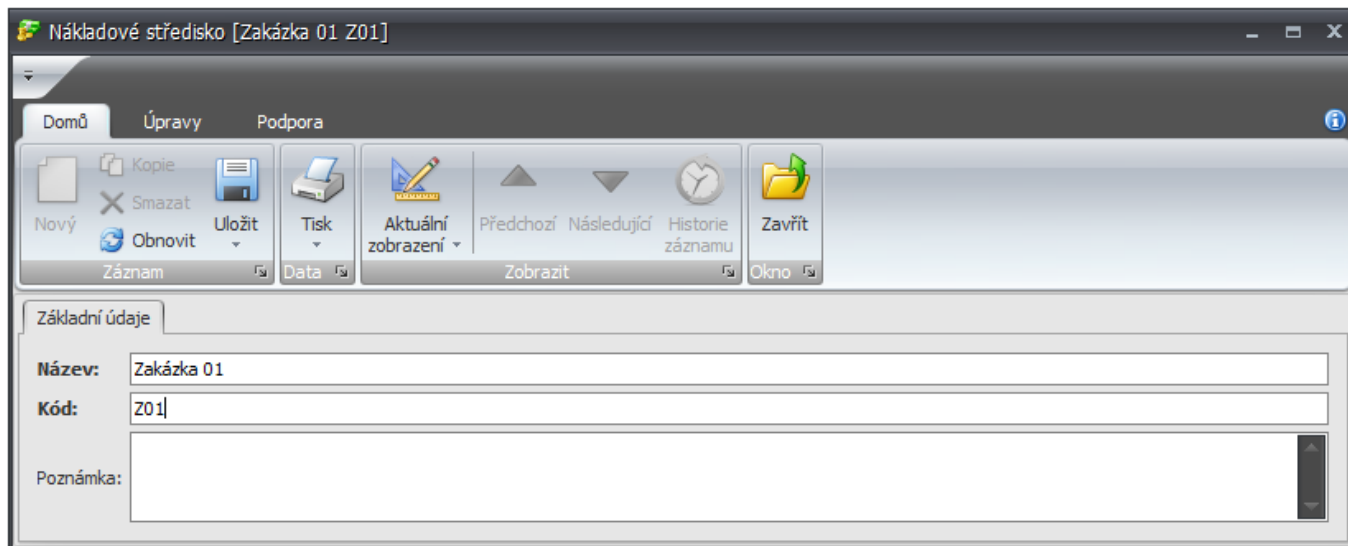 Nákladové středisko [Zakázka 01 Z01]
Domů Úpravy Podpora
Nový
Kopie
Smazat
Obnovit
Uložit
Záznam
Tisk
Data
Aktuální
zobrazení
Předchozí
Následující
Historie
záznamu
Zobrazit
Zavřít
Okno
Základní údaje
Název: Zakázka 01
Kód: Z01
Poznámka: